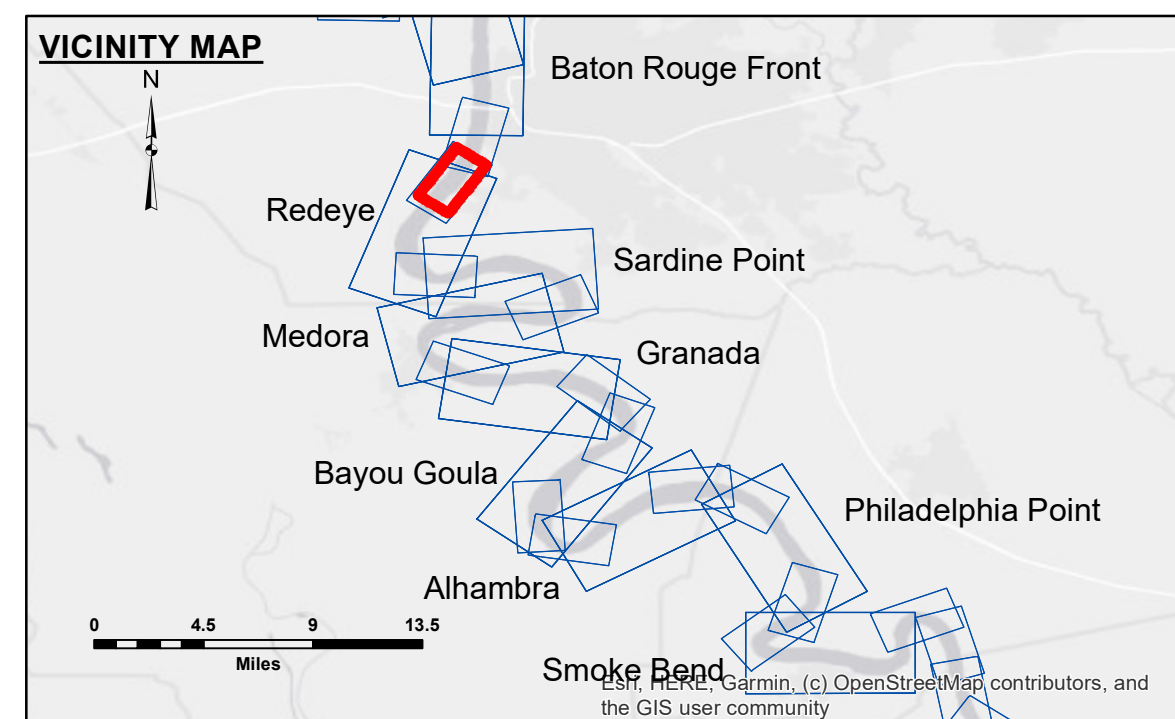 VICINITY MAP
N
Baton Rouge Front
Redeye
Sardine Point
Medora
Granada
Bayou Goula
Philadelphia Point
Alhambra
0 4.5 9 13.5
Miles
Smoke Bend
Esri, HERE, Garmin, (c) OpenStreetMap contributors, and
the GIS user community